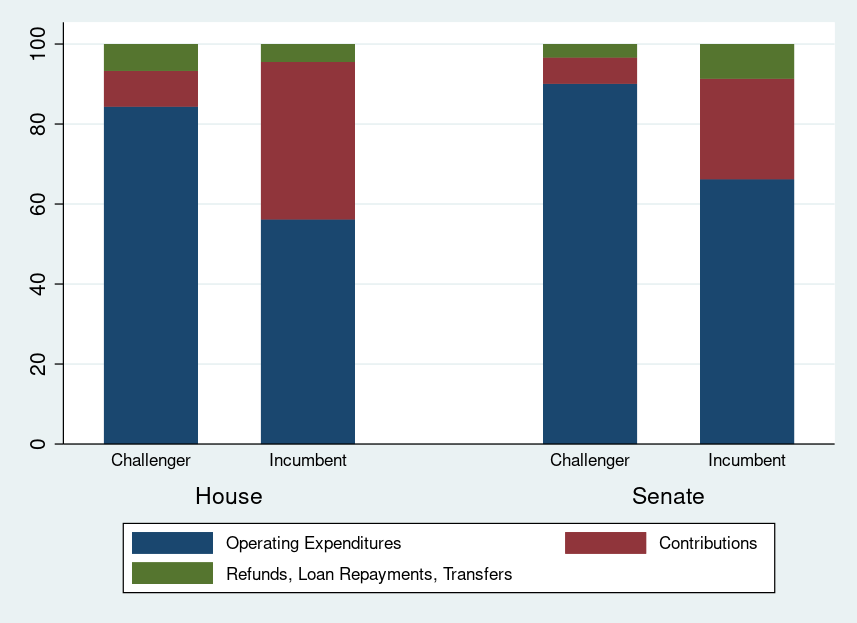 100
80
60
40
20
0
Challenger Incumbent Challenger Incumbent
House Senate
Operating Expenditures Contributions
Refunds, Loan Repayments, Transfers